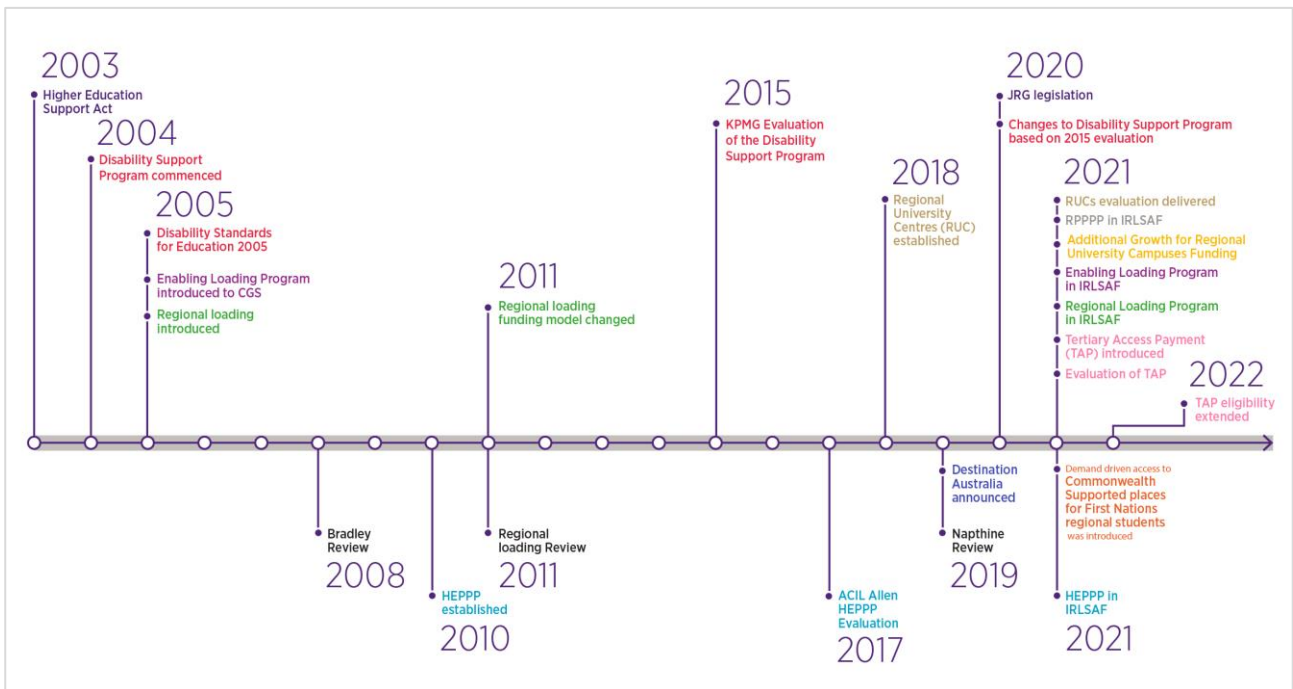 2003
Higher Education
Support Act
2004
Disability Support
Program commenced
2005
Disability Standards
for Education 2005
Enabling Loading Program
introduced to CGS
Regional loading
introduced
2011
Regional loading
funding model changed
2015
KPMG Evaluation
of the Disability
Support Program
2018
Regional
University
Centres (RUC)
established
2020
JRG legislation
Changes to Disability Support Program
based on 2015 evaluation
2021
RUCs evaluation delivered
RPPPP in IRLSAF
Additional Growth for Regional
University Campuses Funding
Enabling Loading Program
in IRLSAF
Regional Loading Program
in IRLSAF
Tertiary Access Payment
(TAP) introduced
Evaluation of TAP
2022
TAP eligibility
extended
Bradley
Review
2008
HEPPP
established
2010
Regional
loading Review
2011
ACIL Allen
HEPPP
Evaluation
2017
Destination
Australia
announced
Napthine
Review
2019
Demand driven access to
Commonwealth
Supported places
for First Nations
regional students
was introduced
HEPPP in
IRLSAF
2021